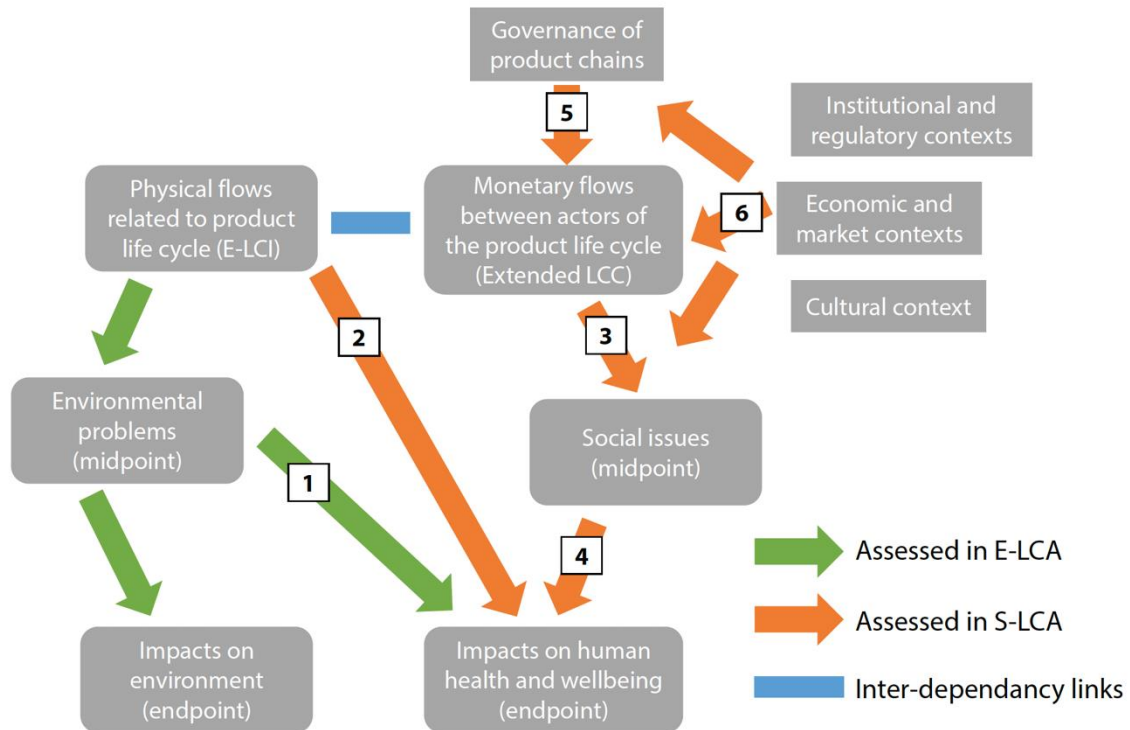 Governance of
product chains
5
Institutional and
regulatory contexts
Physical flows
related to product
life cycle (E-LCI)
Monetary flows
between actors of
the product life cycle
(Extended LCC)
6
Economic and
market contexts
Cultural context
2
3
Environmental
problems
(midpoint)
Social issues
(midpoint)
1
4
Assessed in E-LCA
Assessed in S-LCA
Inter-dependancy links
Impacts on
environment
(endpoint)
Impacts on human
health and wellbeing
(endpoint)